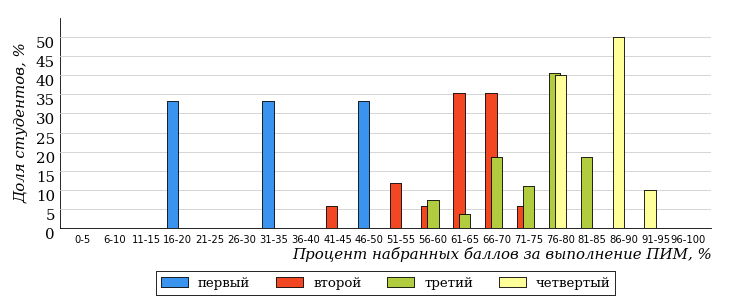 Доля студентов, %
50
45
40
35
30
25
20
15
10
5
0
0-5 6-10 11-15 16-20 21-25 26-30 31-35 36-40 41-45 46-50 51-55 56-60 61-65 66-70 71-75 76-80 81-85 86-90 91-95 96-100
Процент набранных баллов за выполнение ПИМ, %
первый второй третий четвертый